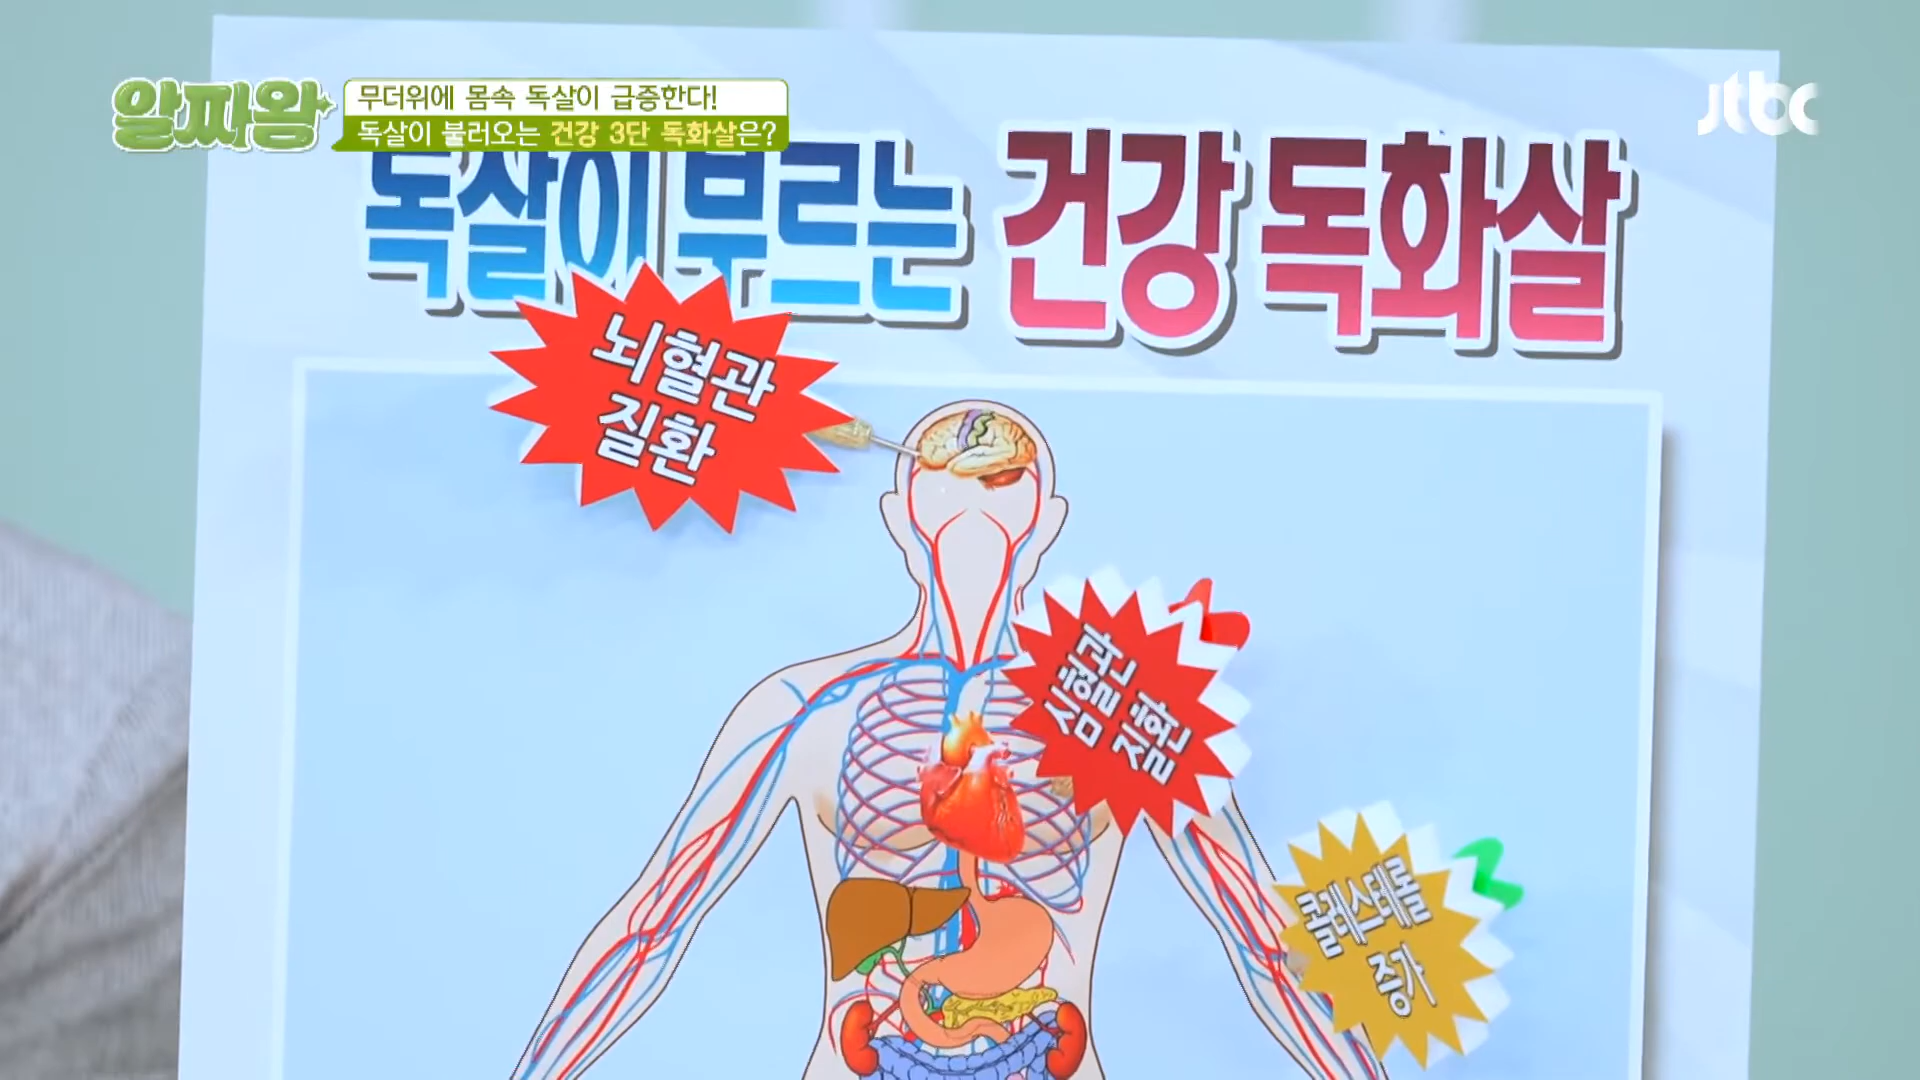 알짜왕
무더위에 몸속 독살이 급증한다!
독살이 불러오는 건강 3단 독화살은?
jtbc
독살이 부르는 건강 독화살
뇌혈관
질환
심혈관
질환
콜레스테롤
증가